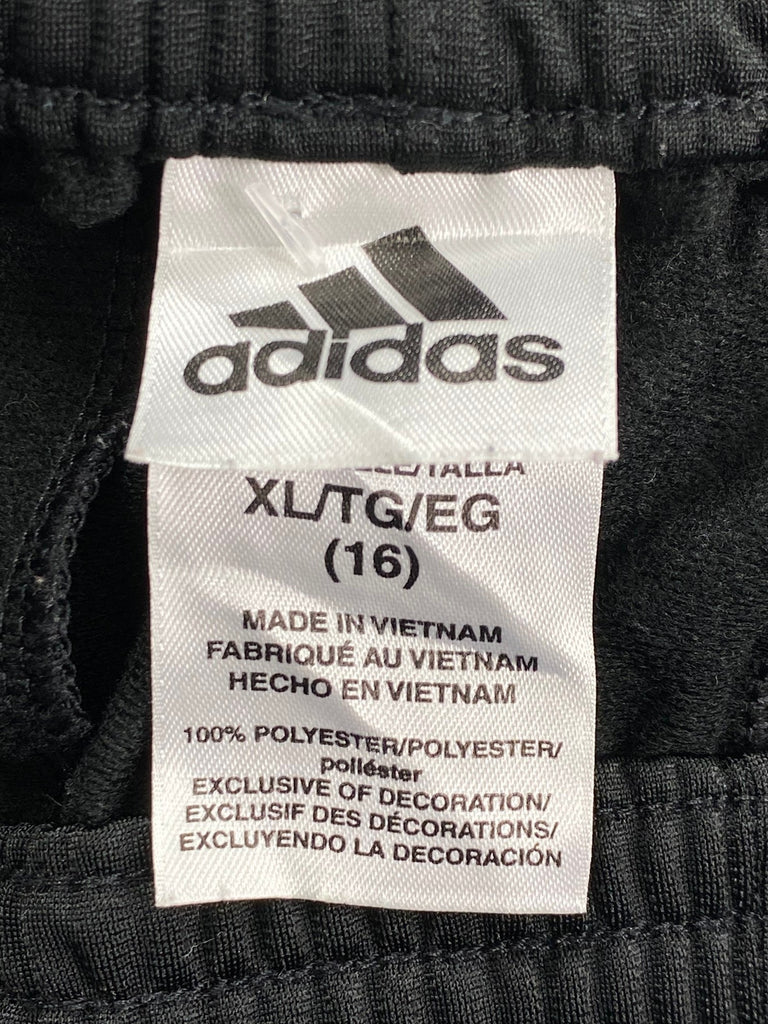 adidas
TALLA
XL/TG/EG
(16)
MADE IN VIETNAM
FABRIQUÉ AU VIETNAM
HECHO EN VIETNAM
100% POLYESTER/POLYESTER/
poliéster
EXCLUSIVE OF DECORATION/
EXCLUSIF DES DÉCORATIONS/
EXCLUYENDO LA DECORACIÓN